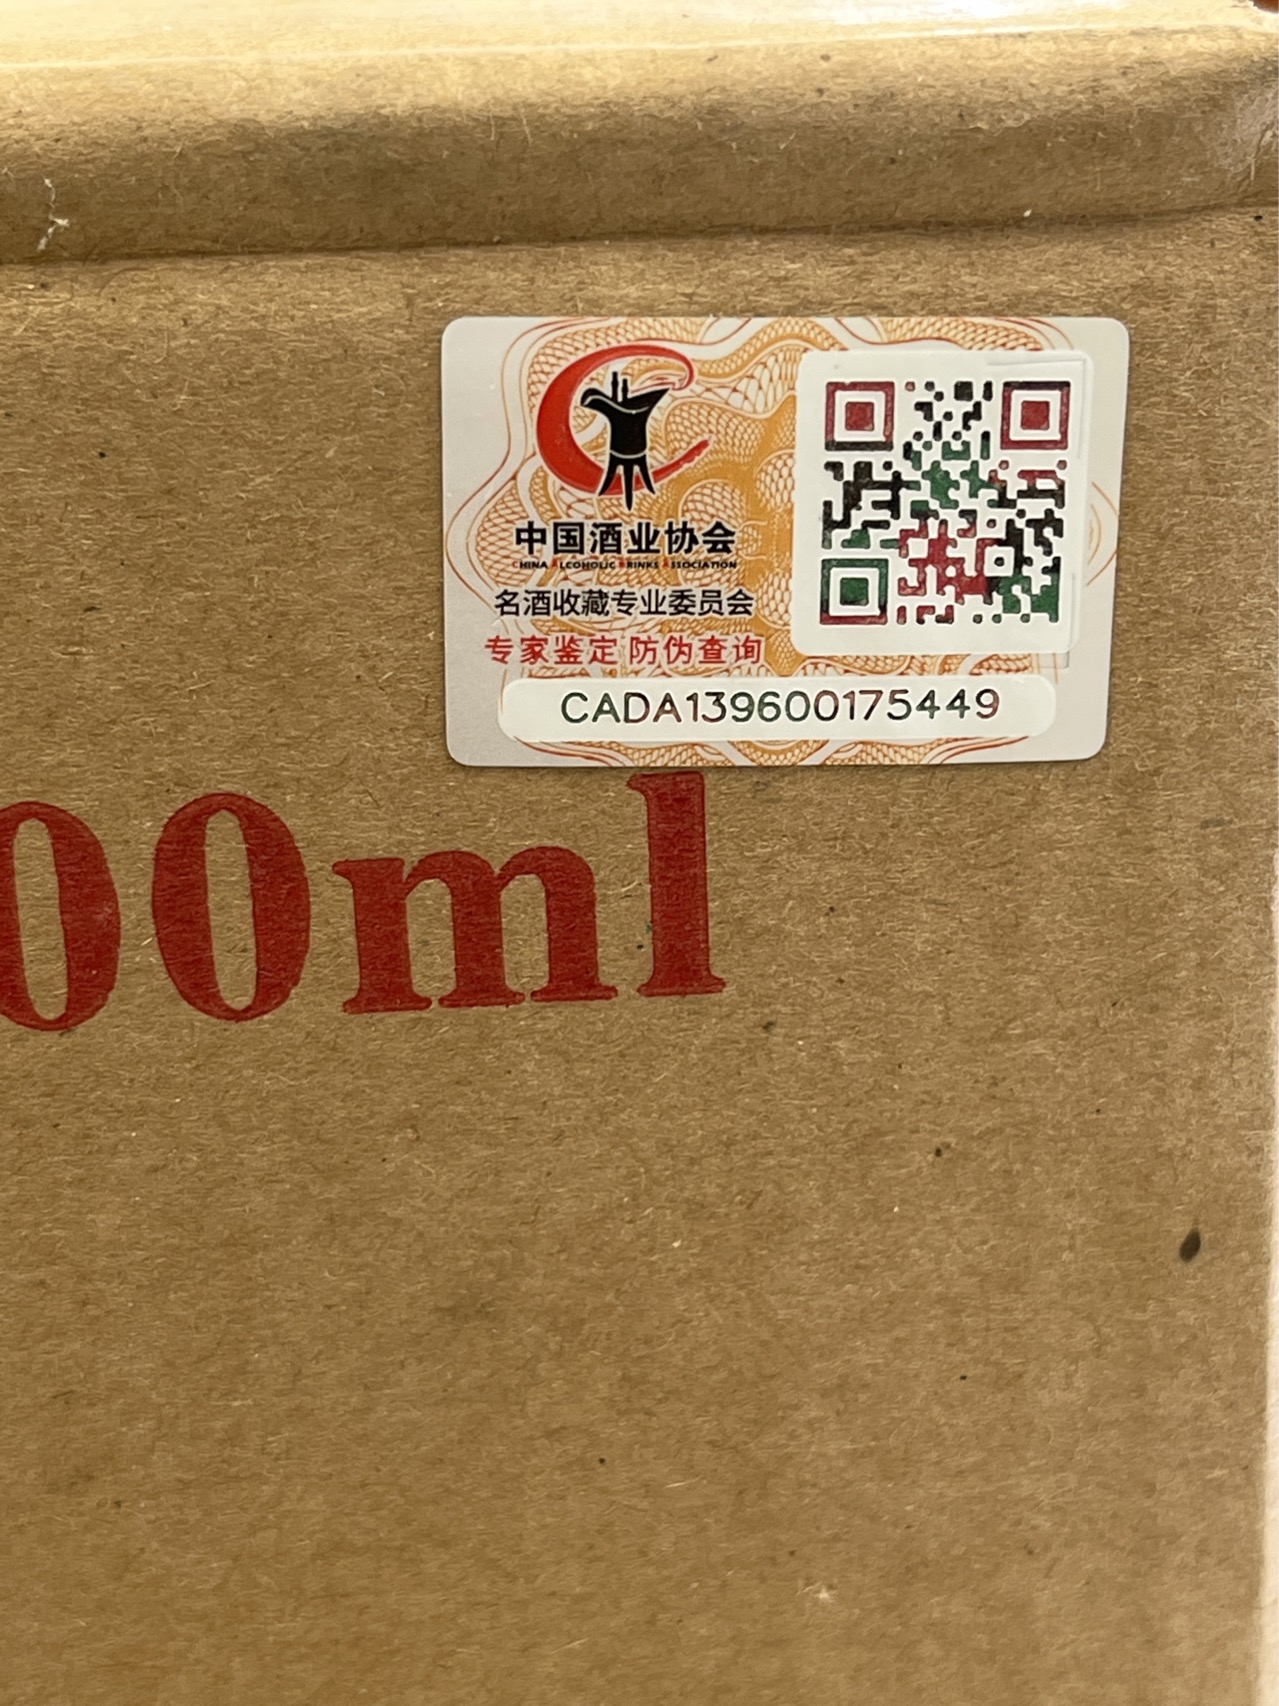 中国酒业协会
CHINA ALCOHOLIC DRINKS ASSOCIATION
名酒收藏专业委员会
专家鉴定 防伪查询
CADA139600175449
00ml